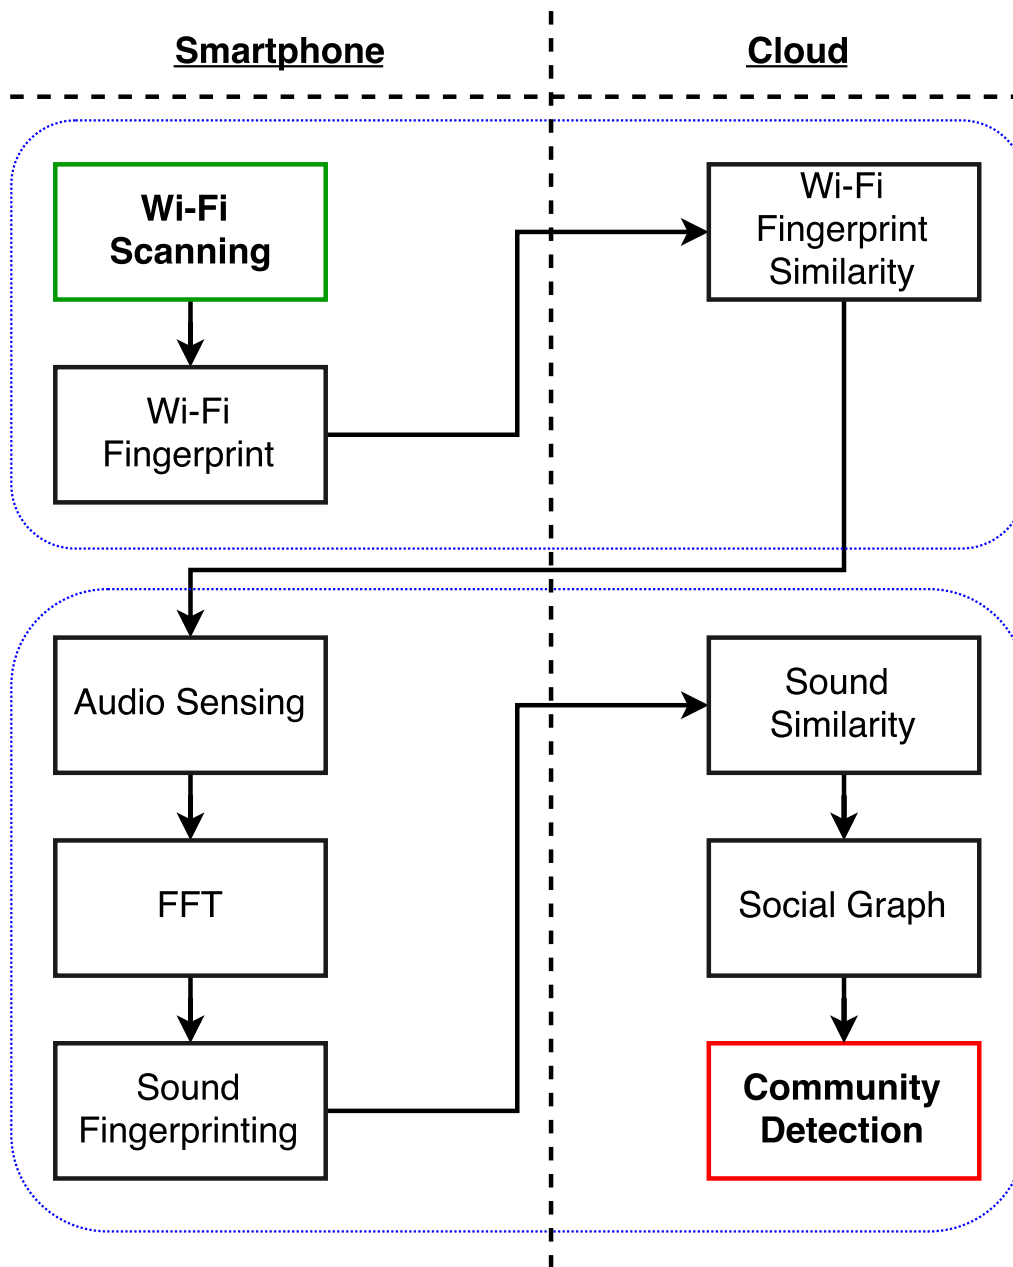 Smartphone
Cloud
Wi-Fi
Scanning
Wi-Fi
Fingerprint
Similarity
Wi-Fi
Fingerprint
Audio Sensing
Sound
Similarity
FFT
Social Graph
Sound
Fingerprinting
Community
Detection